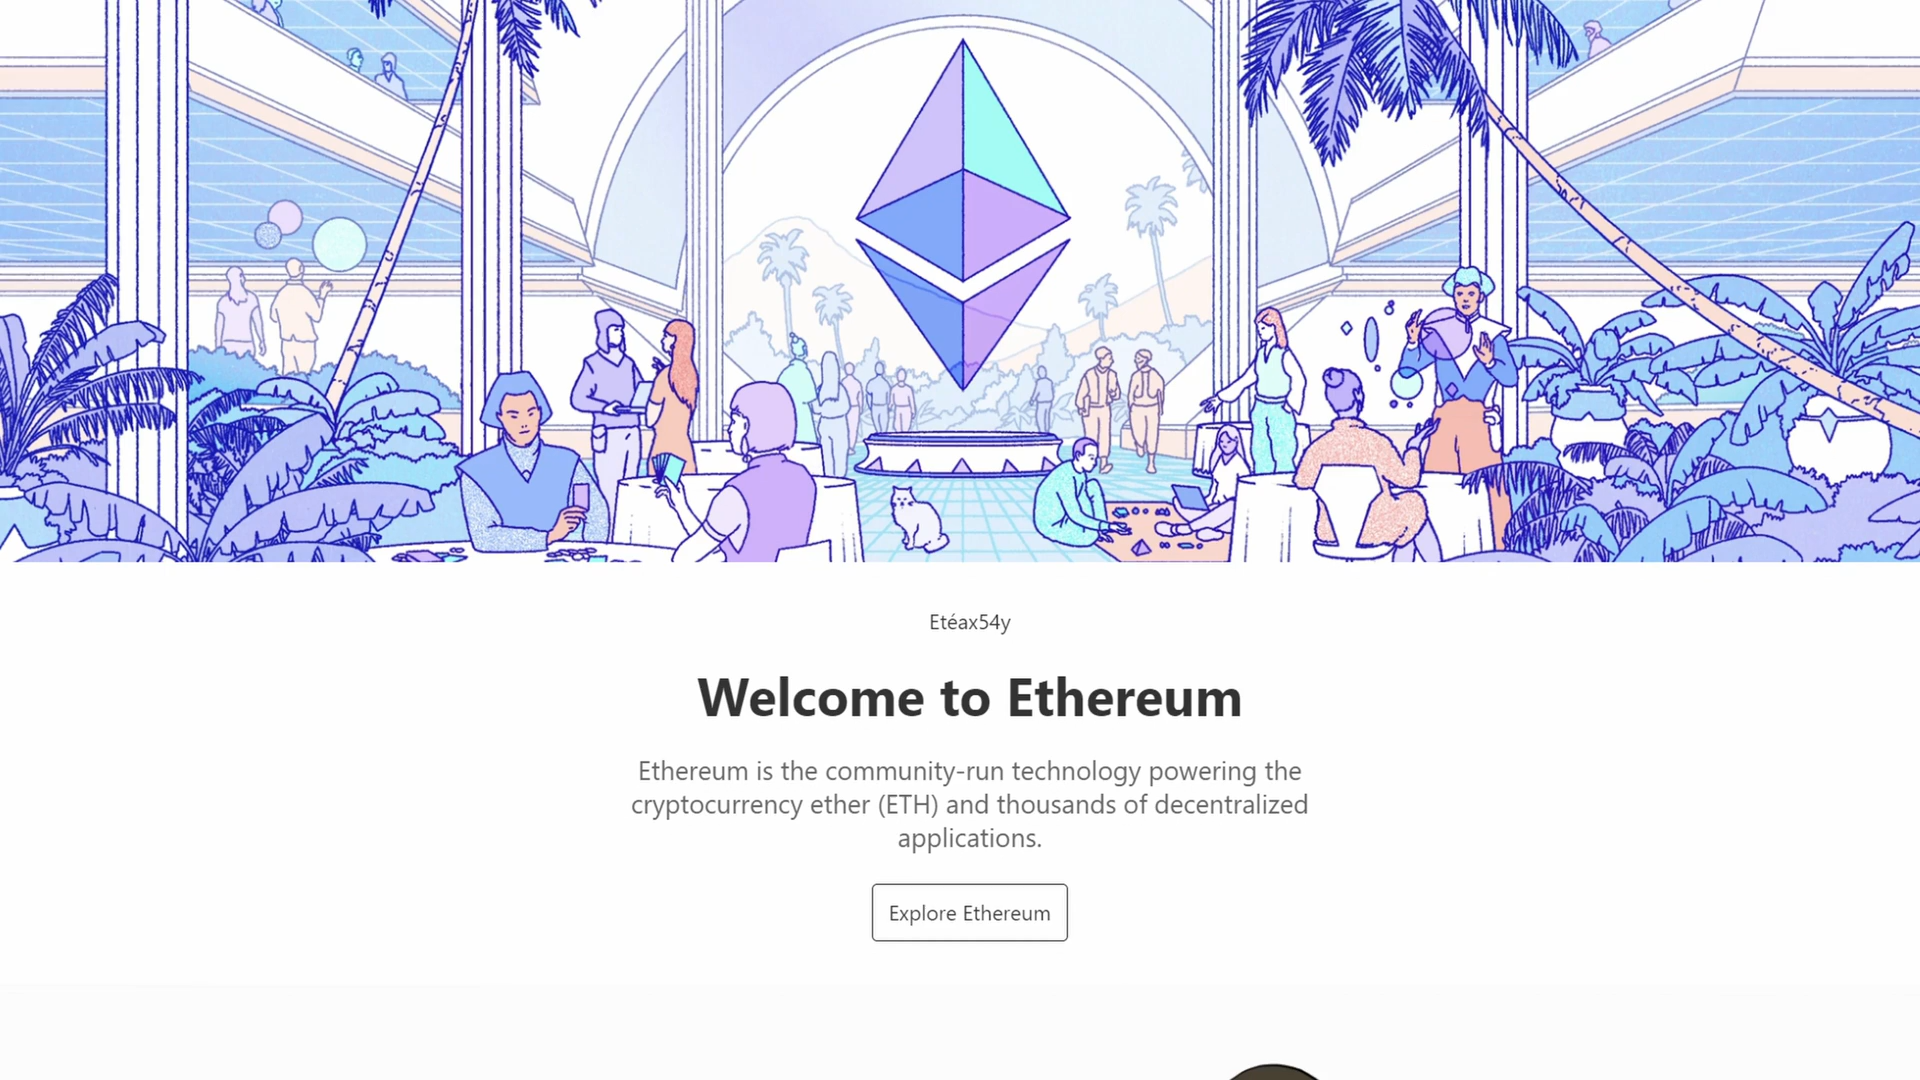 Etéax54y
Welcome to Ethereum
Ethereum is the community-run technology powering the
cryptocurrency ether (ETH) and thousands of decentralized
applications.
Explore Ethereum